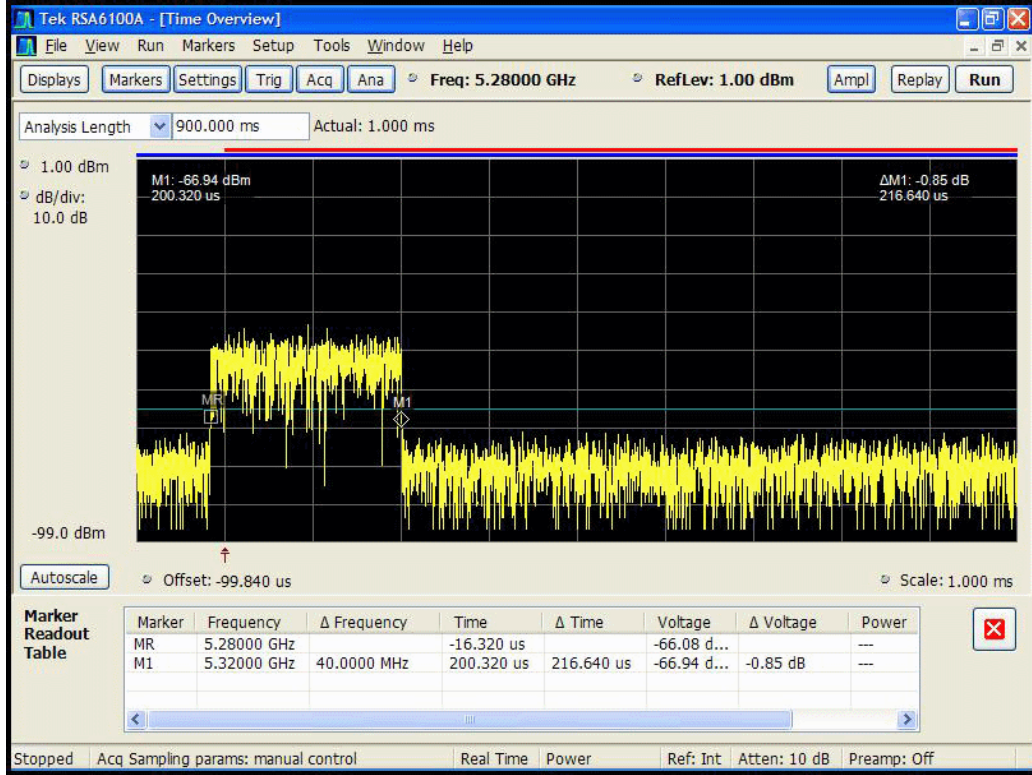 Tek RSA6100A - [Time Overview]
File View Run Markers Setup Tools Window Help
Displays Markers Settings Trig Acq Ana Freq: 5.28000 GHz RefLev: 1.00 dBm Ampl Replay Run
Analysis Length 900.000 ms Actual: 1.000 ms
1.00 dBm
dB/div:
10.0 dB
M1: -66.94 dBm
200.320 us
ΔM1: -0.85 dB
216.640 us
MR
M1
-99.0 dBm
Autoscale Offset: -99.840 us Scale: 1.000 ms
Marker
Readout
Table
Marker Frequency Δ Frequency Time Δ Time Voltage Δ Voltage Power
MR 5.28000 GHz -16.320 us -66.08 d... ---
M1 5.32000 GHz 40.0000 MHz 200.320 us 216.640 us -66.94 d... -0.85 dB ---
Stopped Acq Sampling params: manual control Real Time Power Ref: Int Atten: 10 dB Preamp: Off